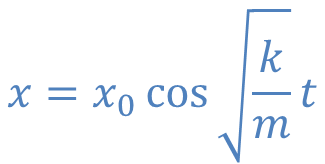 x = x₀ cos √(k/m) t